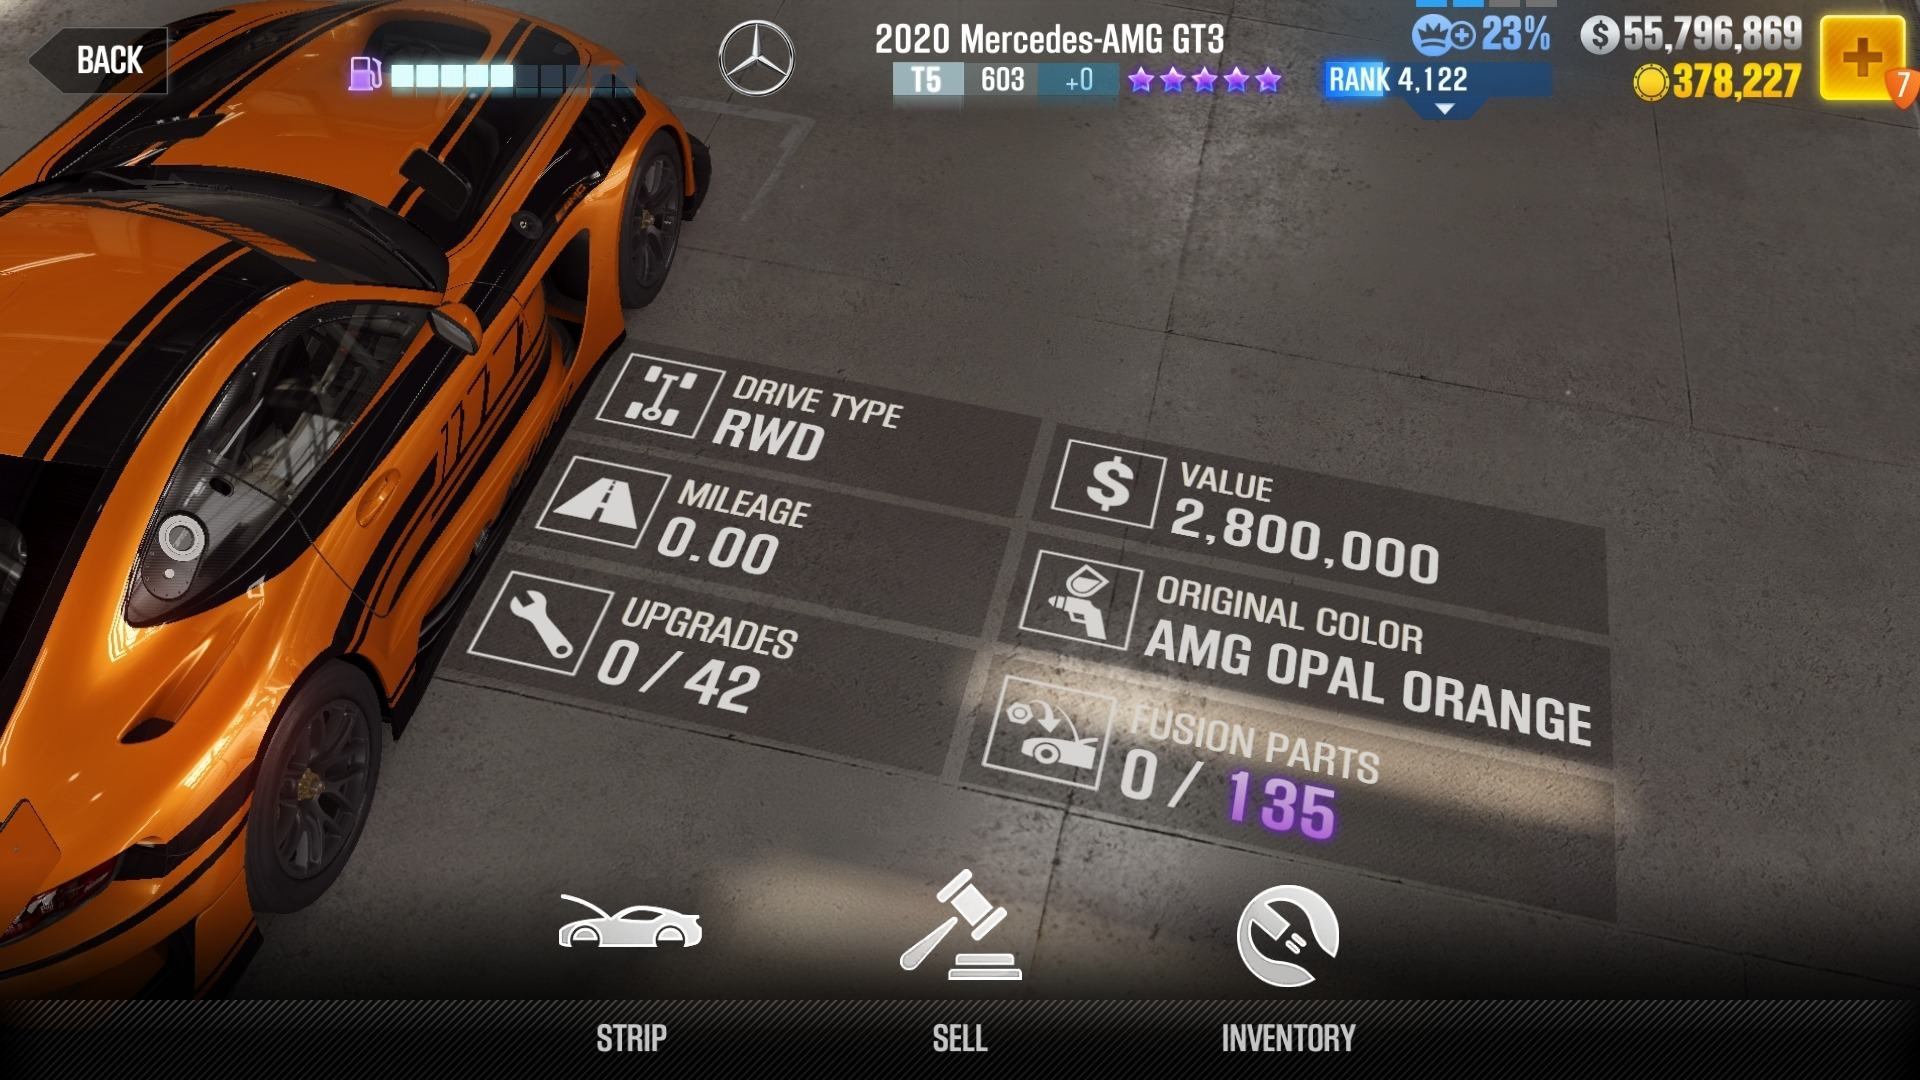 BACK
2020 Mercedes-AMG GT3
T5 603 +0
23%
RANK 4,122
55,796,869
378,227
7
DRIVE TYPE
RWD
MILEAGE
0.00
UPGRADES
0/42
VALUE
2,800,000
ORIGINAL COLOR
AMG OPAL ORANGE
FUSION PARTS
0/ 135
STRIP
SELL
INVENTORY